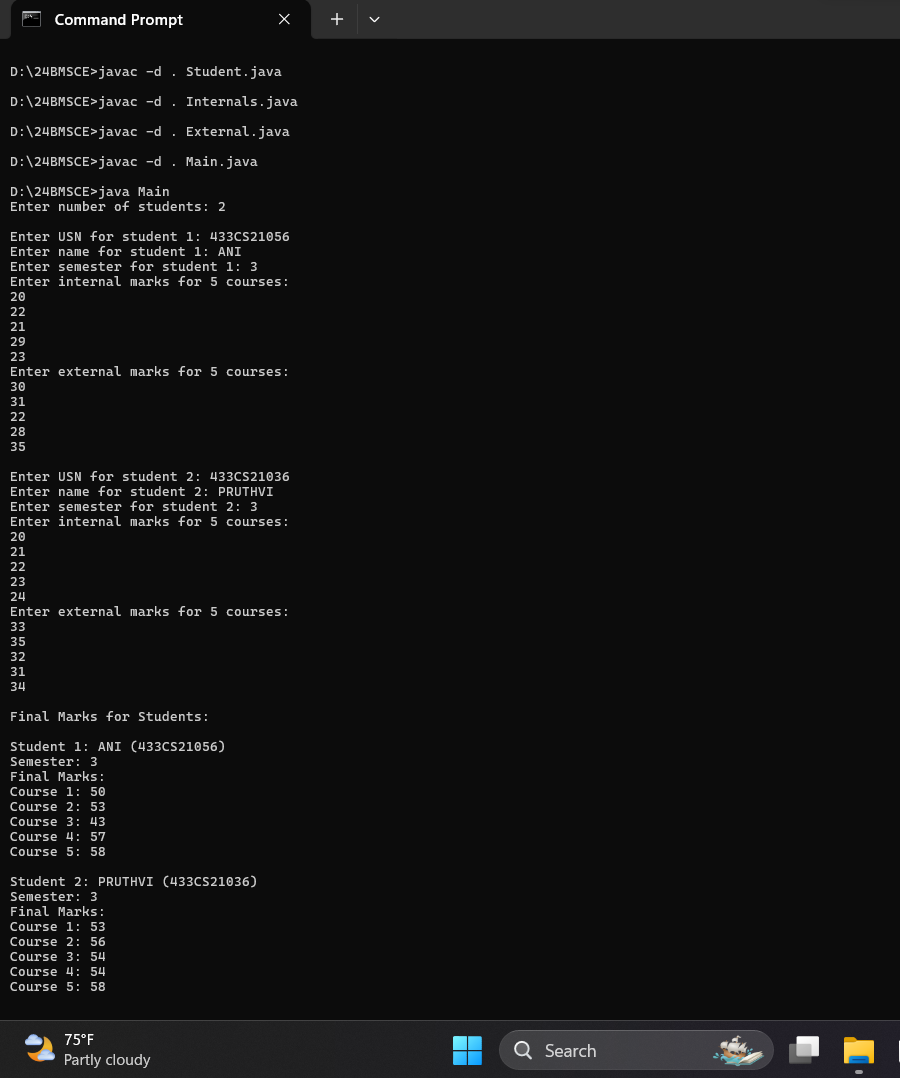 Command Prompt
D:\24BMSCE>javac -d . Student.java
D:\24BMSCE>javac -d . Internals.java
D:\24BMSCE>javac -d . External.java
D:\24BMSCE>javac -d . Main.java
D:\24BMSCE>java Main
Enter number of students: 2
Enter USN for student 1: 433CS21056
Enter name for student 1: ANI
Enter semester for student 1: 3
Enter internal marks for 5 courses:
20
22
21
29
23
Enter external marks for 5 courses:
30
31
22
28
35
Enter USN for student 2: 433CS21036
Enter name for student 2: PRUTHVI
Enter semester for student 2: 3
Enter internal marks for 5 courses:
20
21
22
23
24
Enter external marks for 5 courses:
33
35
32
31
34
Final Marks for Students:
Student 1: ANI (433CS21056)
Semester: 3
Final Marks:
Course 1: 50
Course 2: 53
Course 3: 43
Course 4: 57
Course 5: 58
Student 2: PRUTHVI (433CS21036)
Semester: 3
Final Marks:
Course 1: 53
Course 2: 56
Course 3: 54
Course 4: 54
Course 5: 58
75°F
Partly cloudy
Search